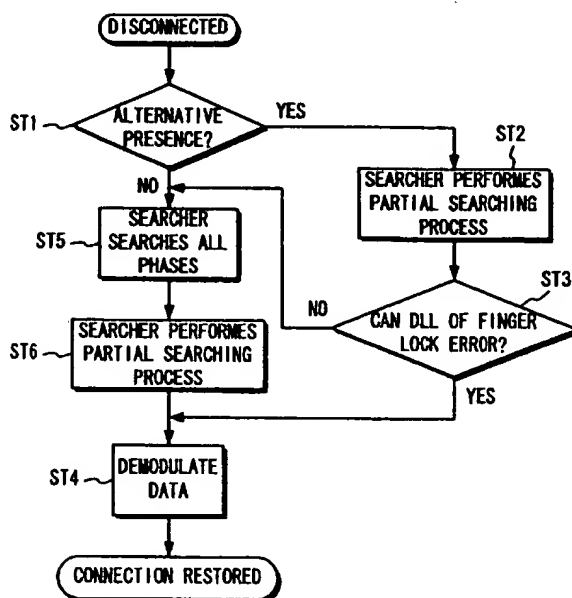 DISCONNECTED
ST1
ALTERNATIVE
PRESENCE?
YES
ST2
SEARCHER PERFORMES
PARTIAL SEARCHING
PROCESS
NO
ST5
SEARCHER
SEARCHES ALL
PHASES
ST3
CAN DLL OF FINGER
LOCK ERROR?
NO
YES
ST6
SEARCHER PERFORMES
PARTIAL SEARCHING
PROCESS
ST4
DEMODULATE
DATA
CONNECTION RESTORED